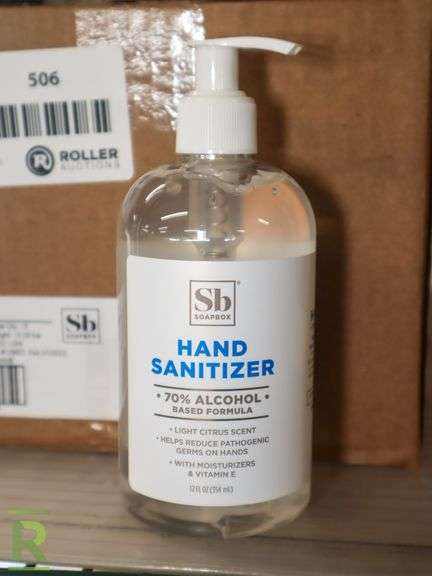 506
R ROLLER
AUCTIONS
Sb
SOAPBOX
Sb®
SOAPBOX
HAND
SANITIZER
• 70% ALCOHOL •
BASED FORMULA
• LIGHT CITRUS SCENT
• HELPS REDUCE PATHOGENIC
GERMS ON HANDS
• WITH MOISTURIZERS
& VITAMIN E
12 FL OZ (354 mL)
R